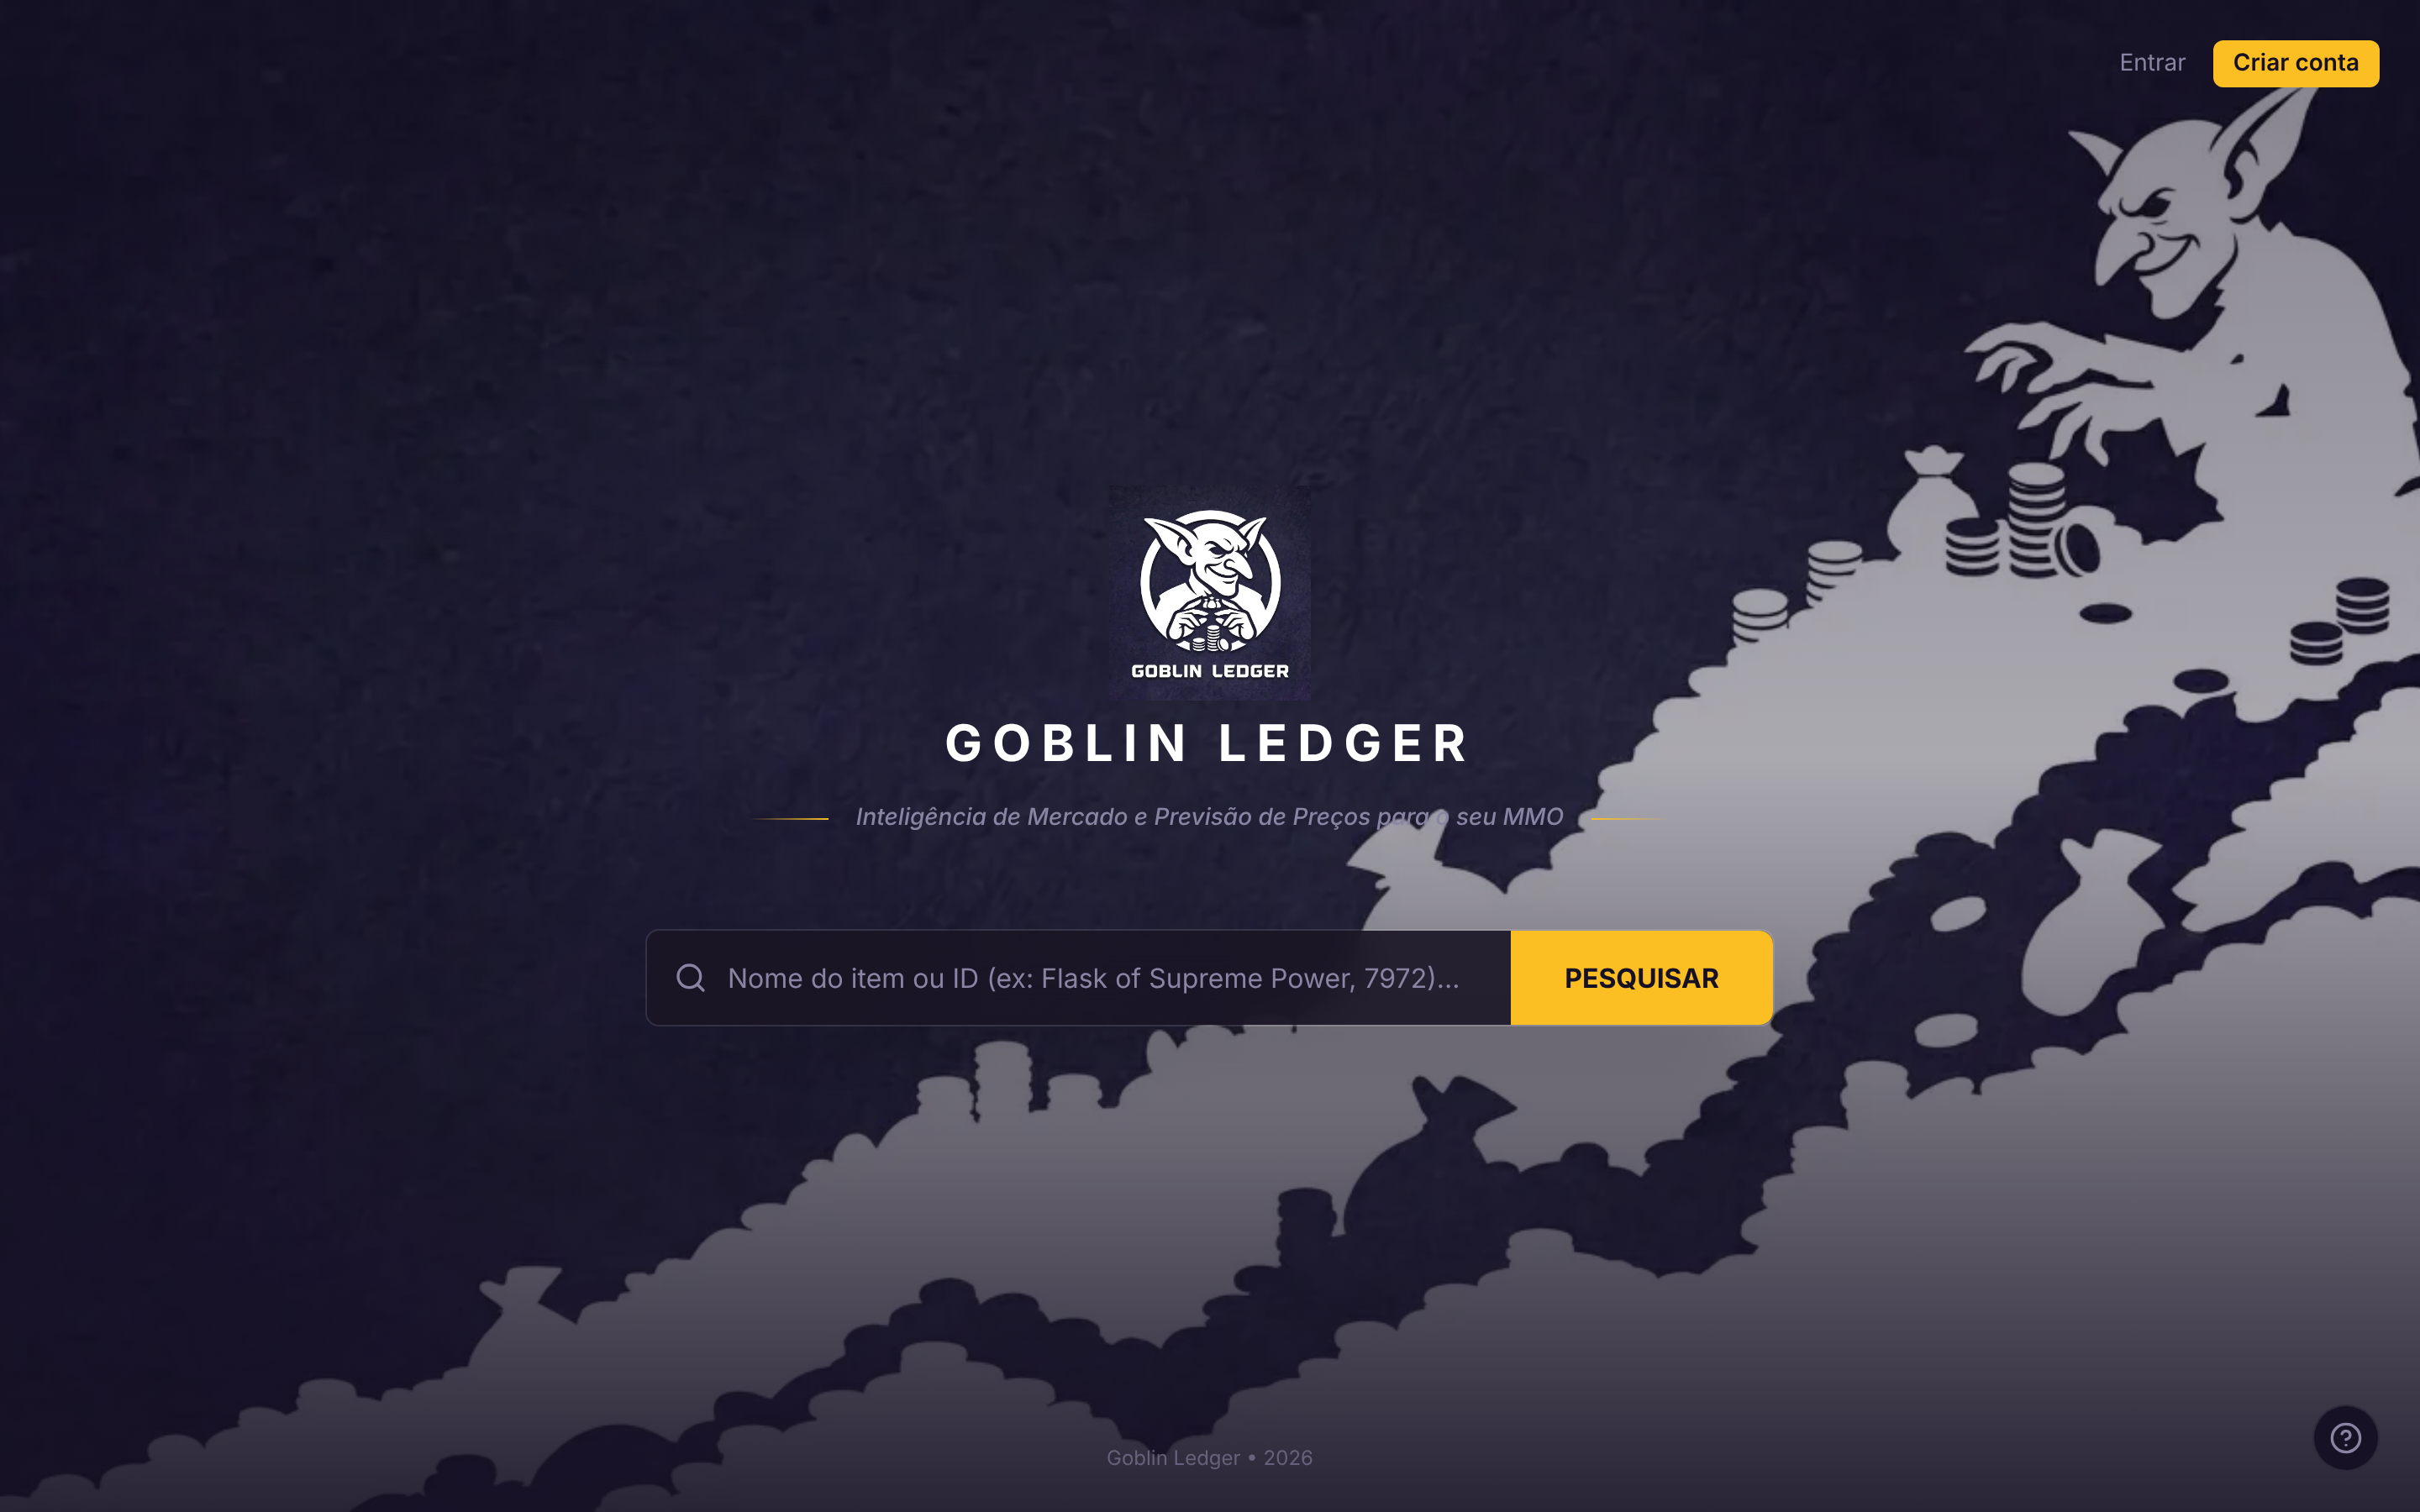 Entrar
Criar conta
GOBLIN LEDGER
GOBLIN LEDGER
Inteligência de Mercado e Previsão de Preços para o seu MMO
Nome do item ou ID (ex: Flask of Supreme Power, 7972)...
PESQUISAR
Goblin Ledger • 2026
?